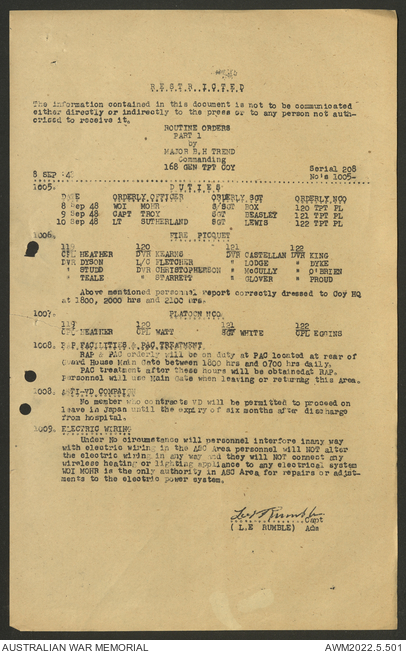 RESTRICTED
The information contained in this document is not to be communicated
either directly or indirectly to the press or to any person not auth-
orized to receive it.
ROUTINE ORDERS
PART 1
by
MAJOR R.H TREND
Commanding
168 GEN TPT COY
Serial 208
8 SEP 48
No's 1005-
1005. DUTIES
DATE ORDERLY OFFICER ORDERLY SGT ORDERLY NCO
8 Sep 48 WOI MOHR S/SGT BOX 120 TPT PL
9 Sep 48 CAPT TROY SGT BEASLEY 121 TPT PL
10 Sep 48 LT SUTHERLAND SGT LEWIS 122 TPT PL
1006. FIRE PICQUET
119 120 121 122
CPL HEATHER DVR KEARNS DVR CASTELLAN DVR KING
DVR DYSON L/C FLETCHER " LODGE " DYKE
" STUDD DVR CHRISTOPHERSON " McCULLY " O'BRIEN
" TEALE " STARRETT " GLOVER " PROUD
Above mentioned personel report correctly dressed to Coy HQ
at 1800, 2000 hrs and 2100 hrs.
1007. PLATOON NCO
119 120 121 122
CPL HEATHER CPL WATT SGT WHITE CPL EGGINS
1008. FACILITIES & PAC TREATMENT
RAP & PAC orderly will be on duty at PAC located at rear of
Guard House Main Gate between 1800 hrs and 0700 hrs daily.
PAC treatment after these hours will be obtained at RAP.
Personnel will use Main Gate when leaving or returning this Area.
1008. ANTI-VD
No member who contracts VD will be permitted to proceed on
leave in Japan until the expiry of six months after discharge
from hospital.
1009. ELECTRIC WIRING
Under No circumstance will personnel interfere inany way
with electric wiring in the ASC Area personnel will NOT alter
the electric wiring in any way and they will NOT connect any
wireless heating or lighting appliance to any electrical system
WOI MOHR is the only authority in ASC Area for repairs or adjust-
ments to the electric power system.
Capt
( L.E RUMBLE) Adm
AUSTRALIAN WAR MEMORIAL
AWM2022.5.501